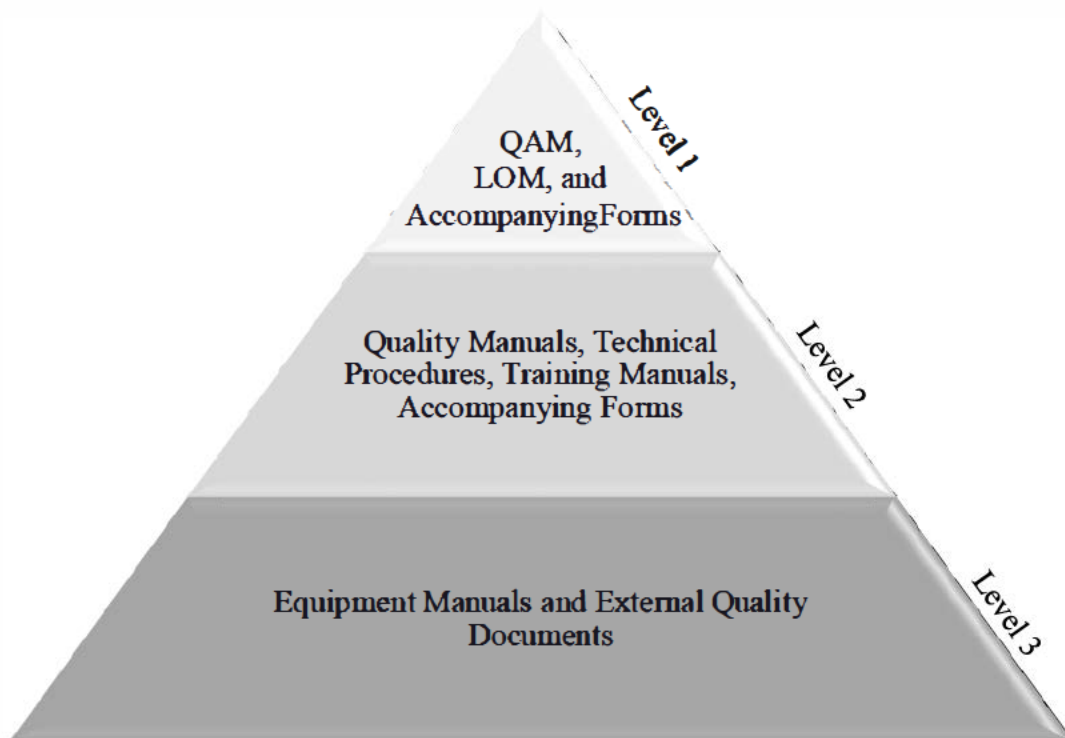 Level 1
QAM,
LOM, and
AccompanyingForms
Level 2
Quality Manuals, Technical
Procedures, Training Manuals,
Accompanying Forms
Level 3
Equipment Manuals and External Quality
Documents